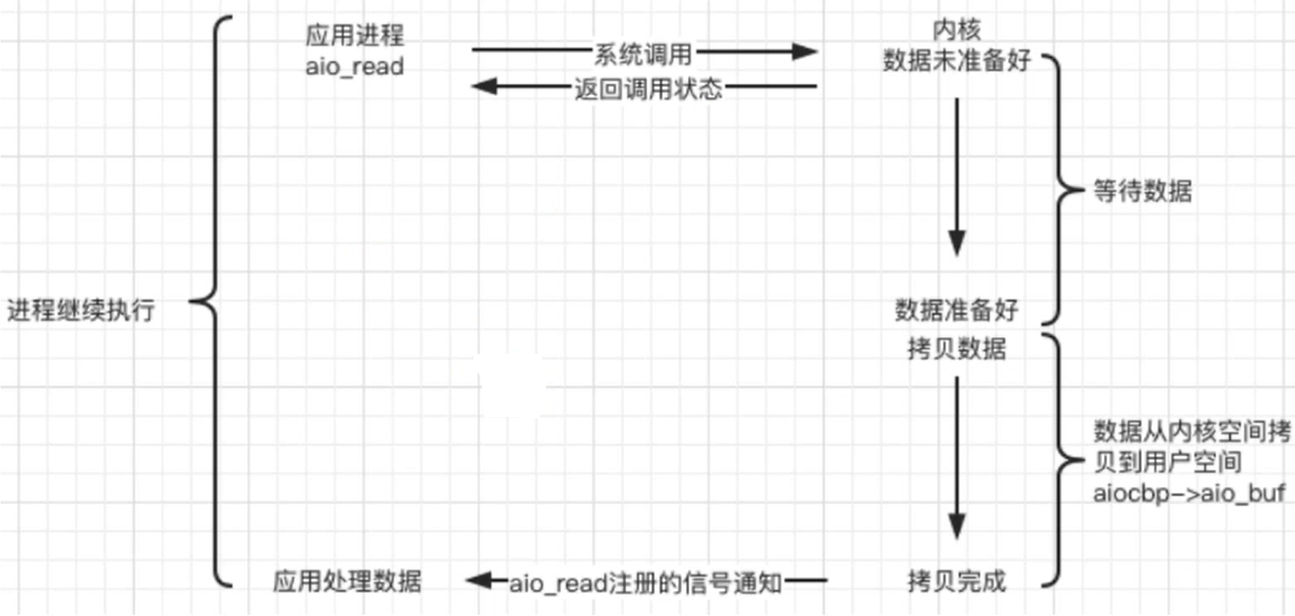 应用进程
aio_read
系统调用
返回调用状态
内核
数据未准备好
等待数据
进程继续执行
数据准备好
拷贝数据
数据从内核空间拷
贝到用户空间
aiocbp->aio_buf
应用处理数据
aio_read注册的信号通知
拷贝完成